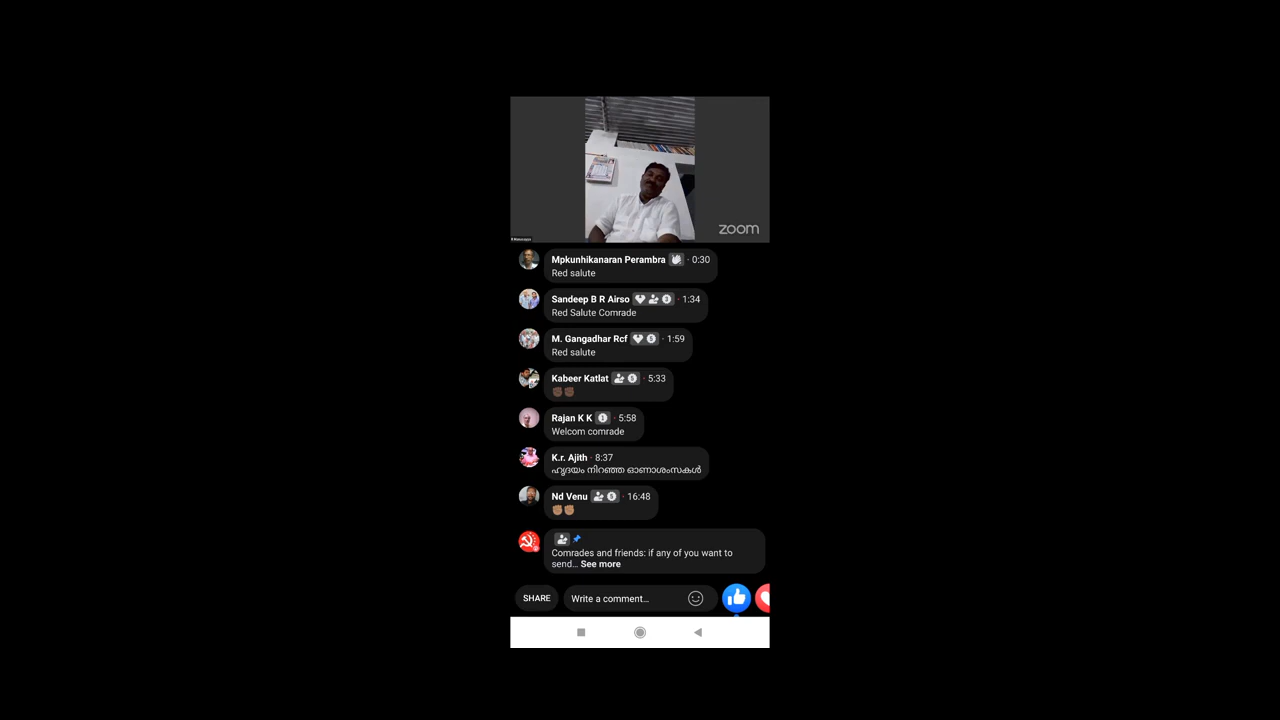 zoom
Mpkunhikanaran Perambra · 0:30
Red salute
Sandeep B R Airso · 1:34
Red Salute Comrade
M. Gangadhar Rcf · 1:59
Red salute
Kabeer Katlat · 5:33
✊🏿✊🏿
Rajan K K · 5:58
Welcom comrade
K.r. Ajith · 8:37
ഹൃദയം നിറഞ്ഞ ഓണാശംസകൾ
Nd Venu · 16:48
✊🏽✊🏽
Comrades and friends: if any of you want to
send... See more
SHARE
Write a comment...